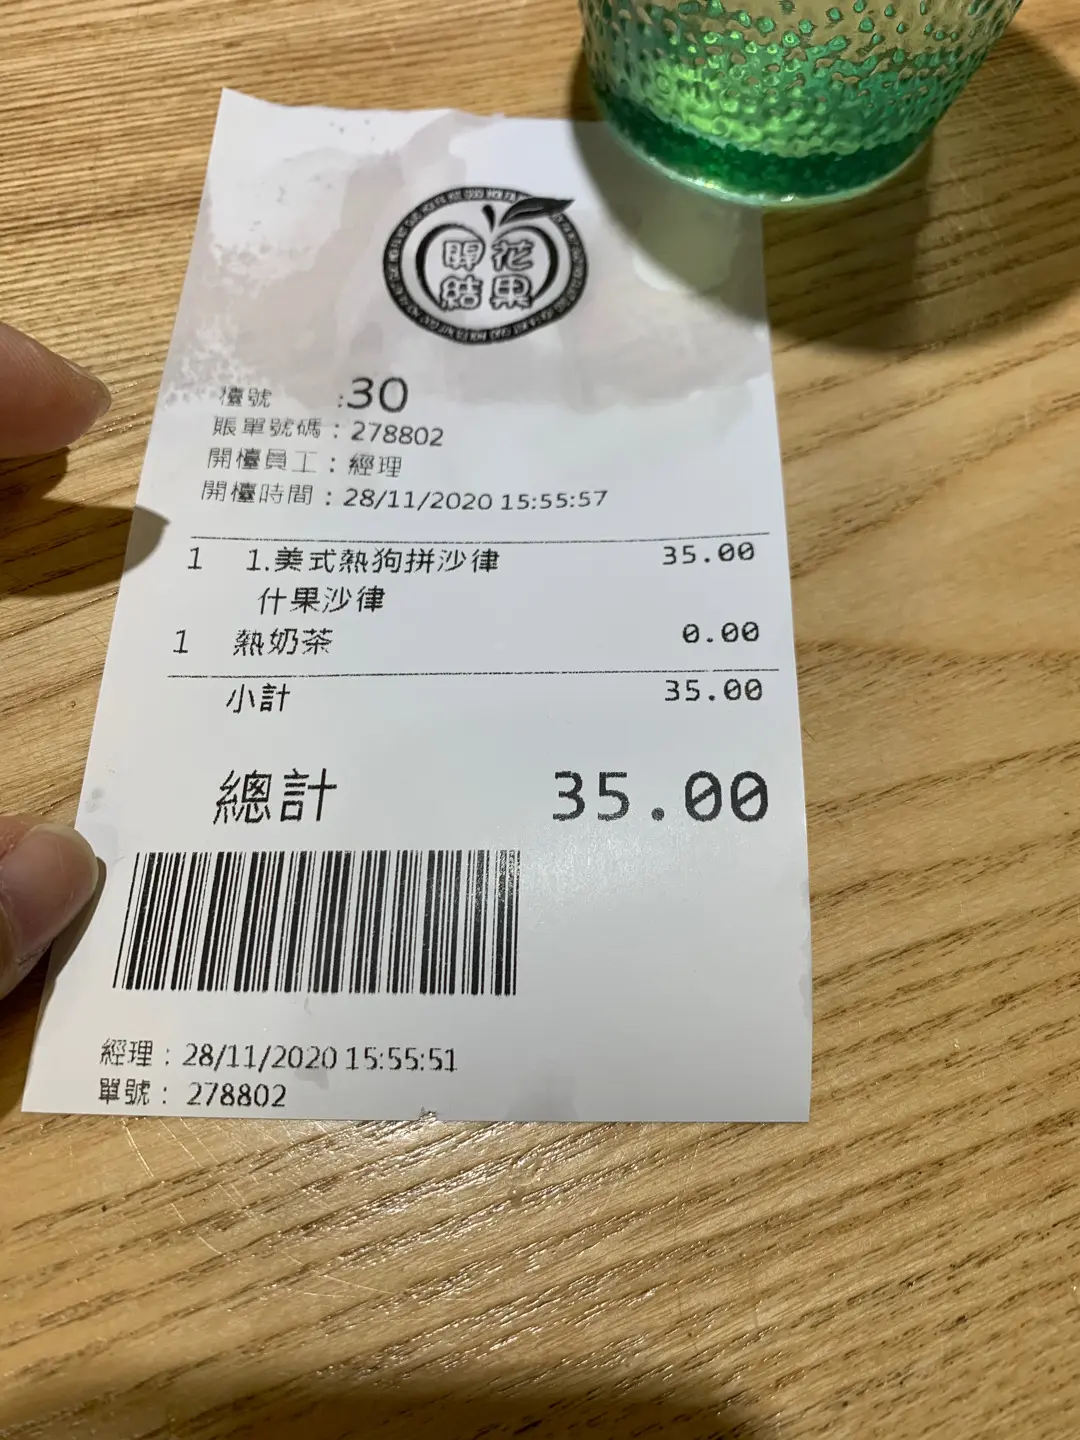 開花
結果
檯號 :30
賬單號碼：278802
開檯員工：經理
開檯時間：28/11/2020 15:55:57
1 1.美式熱狗拼沙律 35.00
什果沙律
1 熱奶茶 0.00
小計 35.00
總計 35.00
經理：28/11/2020 15:55:51
單號：278802